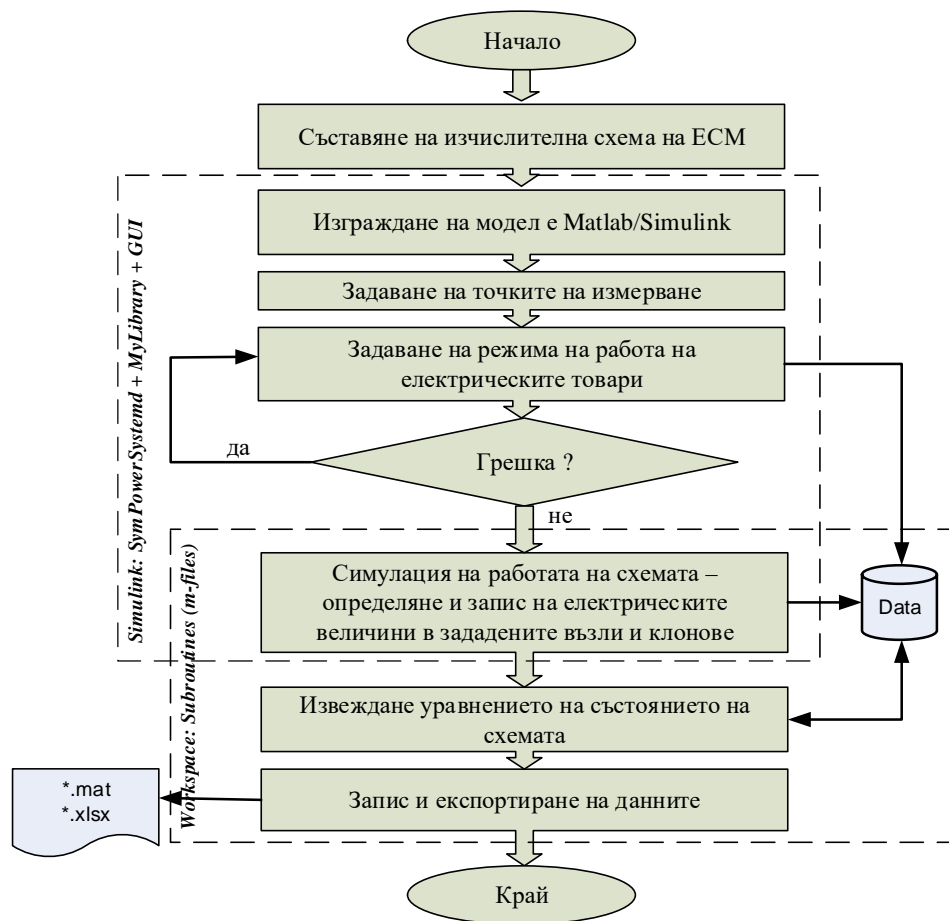 Начало
Съставяне на изчислителна схема на ЕСМ
Изграждане на модел е Matlab/Simulink
Задаване на точките на измерване
Задаване на режима на работа на
електрическите товари
да
Грешка ?
не
Simulink: SymPowerSystemd + MyLibrary + GUI
Симулация на работата на схемата –
определяне и запис на електрическите
величини в зададените възли и клонове
Data
Workspace: Subroutines (m-files)
Извеждане уравнението на състоянието на
схемата
*.mat
*.xlsx
Запис и експортиране на данните
Край